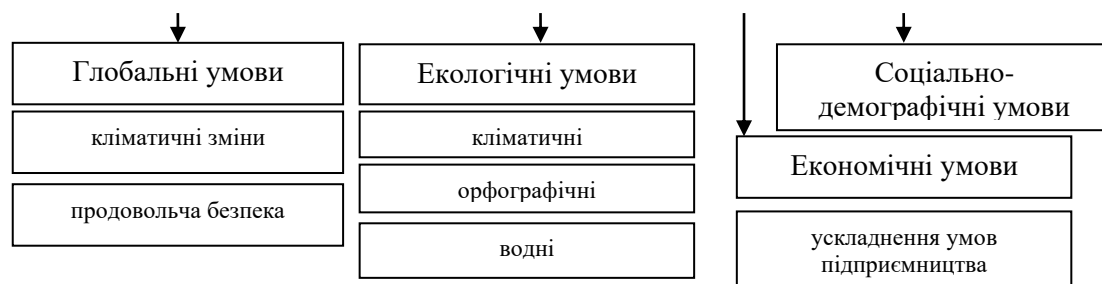 Глобальні умови
кліматичні зміни
продовольча безпека
Екологічні умови
кліматичні
орфографічні
водні
Соціально-
демографічні умови
Економічні умови
ускладнення умов
підприємництва